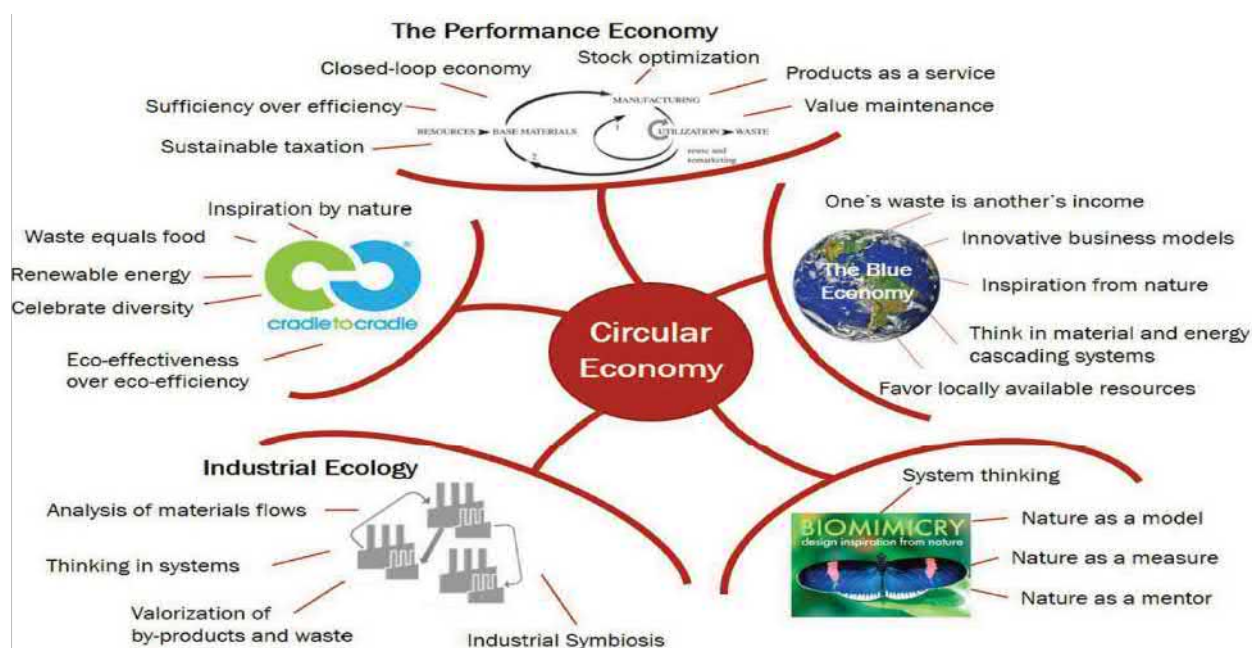 The Performance Economy
Stock optimization
Closed-loop economy
Products as a service
Sufficiency over efficiency
MANUFACTURING
Value maintenance
RESOURCES
BASE MATERIALS
1
UTILIZATION
WASTE
Sustainable taxation
2
reuse and
remarketing
Inspiration by nature
Waste equals food
Renewable energy
Celebrate diversity
cradletocradle
®
Eco-effectiveness
over eco-efficiency
One's waste is another's income
Innovative business models
The Blue
Economy
Inspiration from nature
Think in material and energy
cascading systems
Favor locally available resources
Circular
Economy
Industrial Ecology
Analysis of materials flows
Thinking in systems
Valorization of
by-products and waste
Industrial Symbiosis
System thinking
BIOMIMICRY
design inspiration from nature
Nature as a model
Nature as a measure
Nature as a mentor